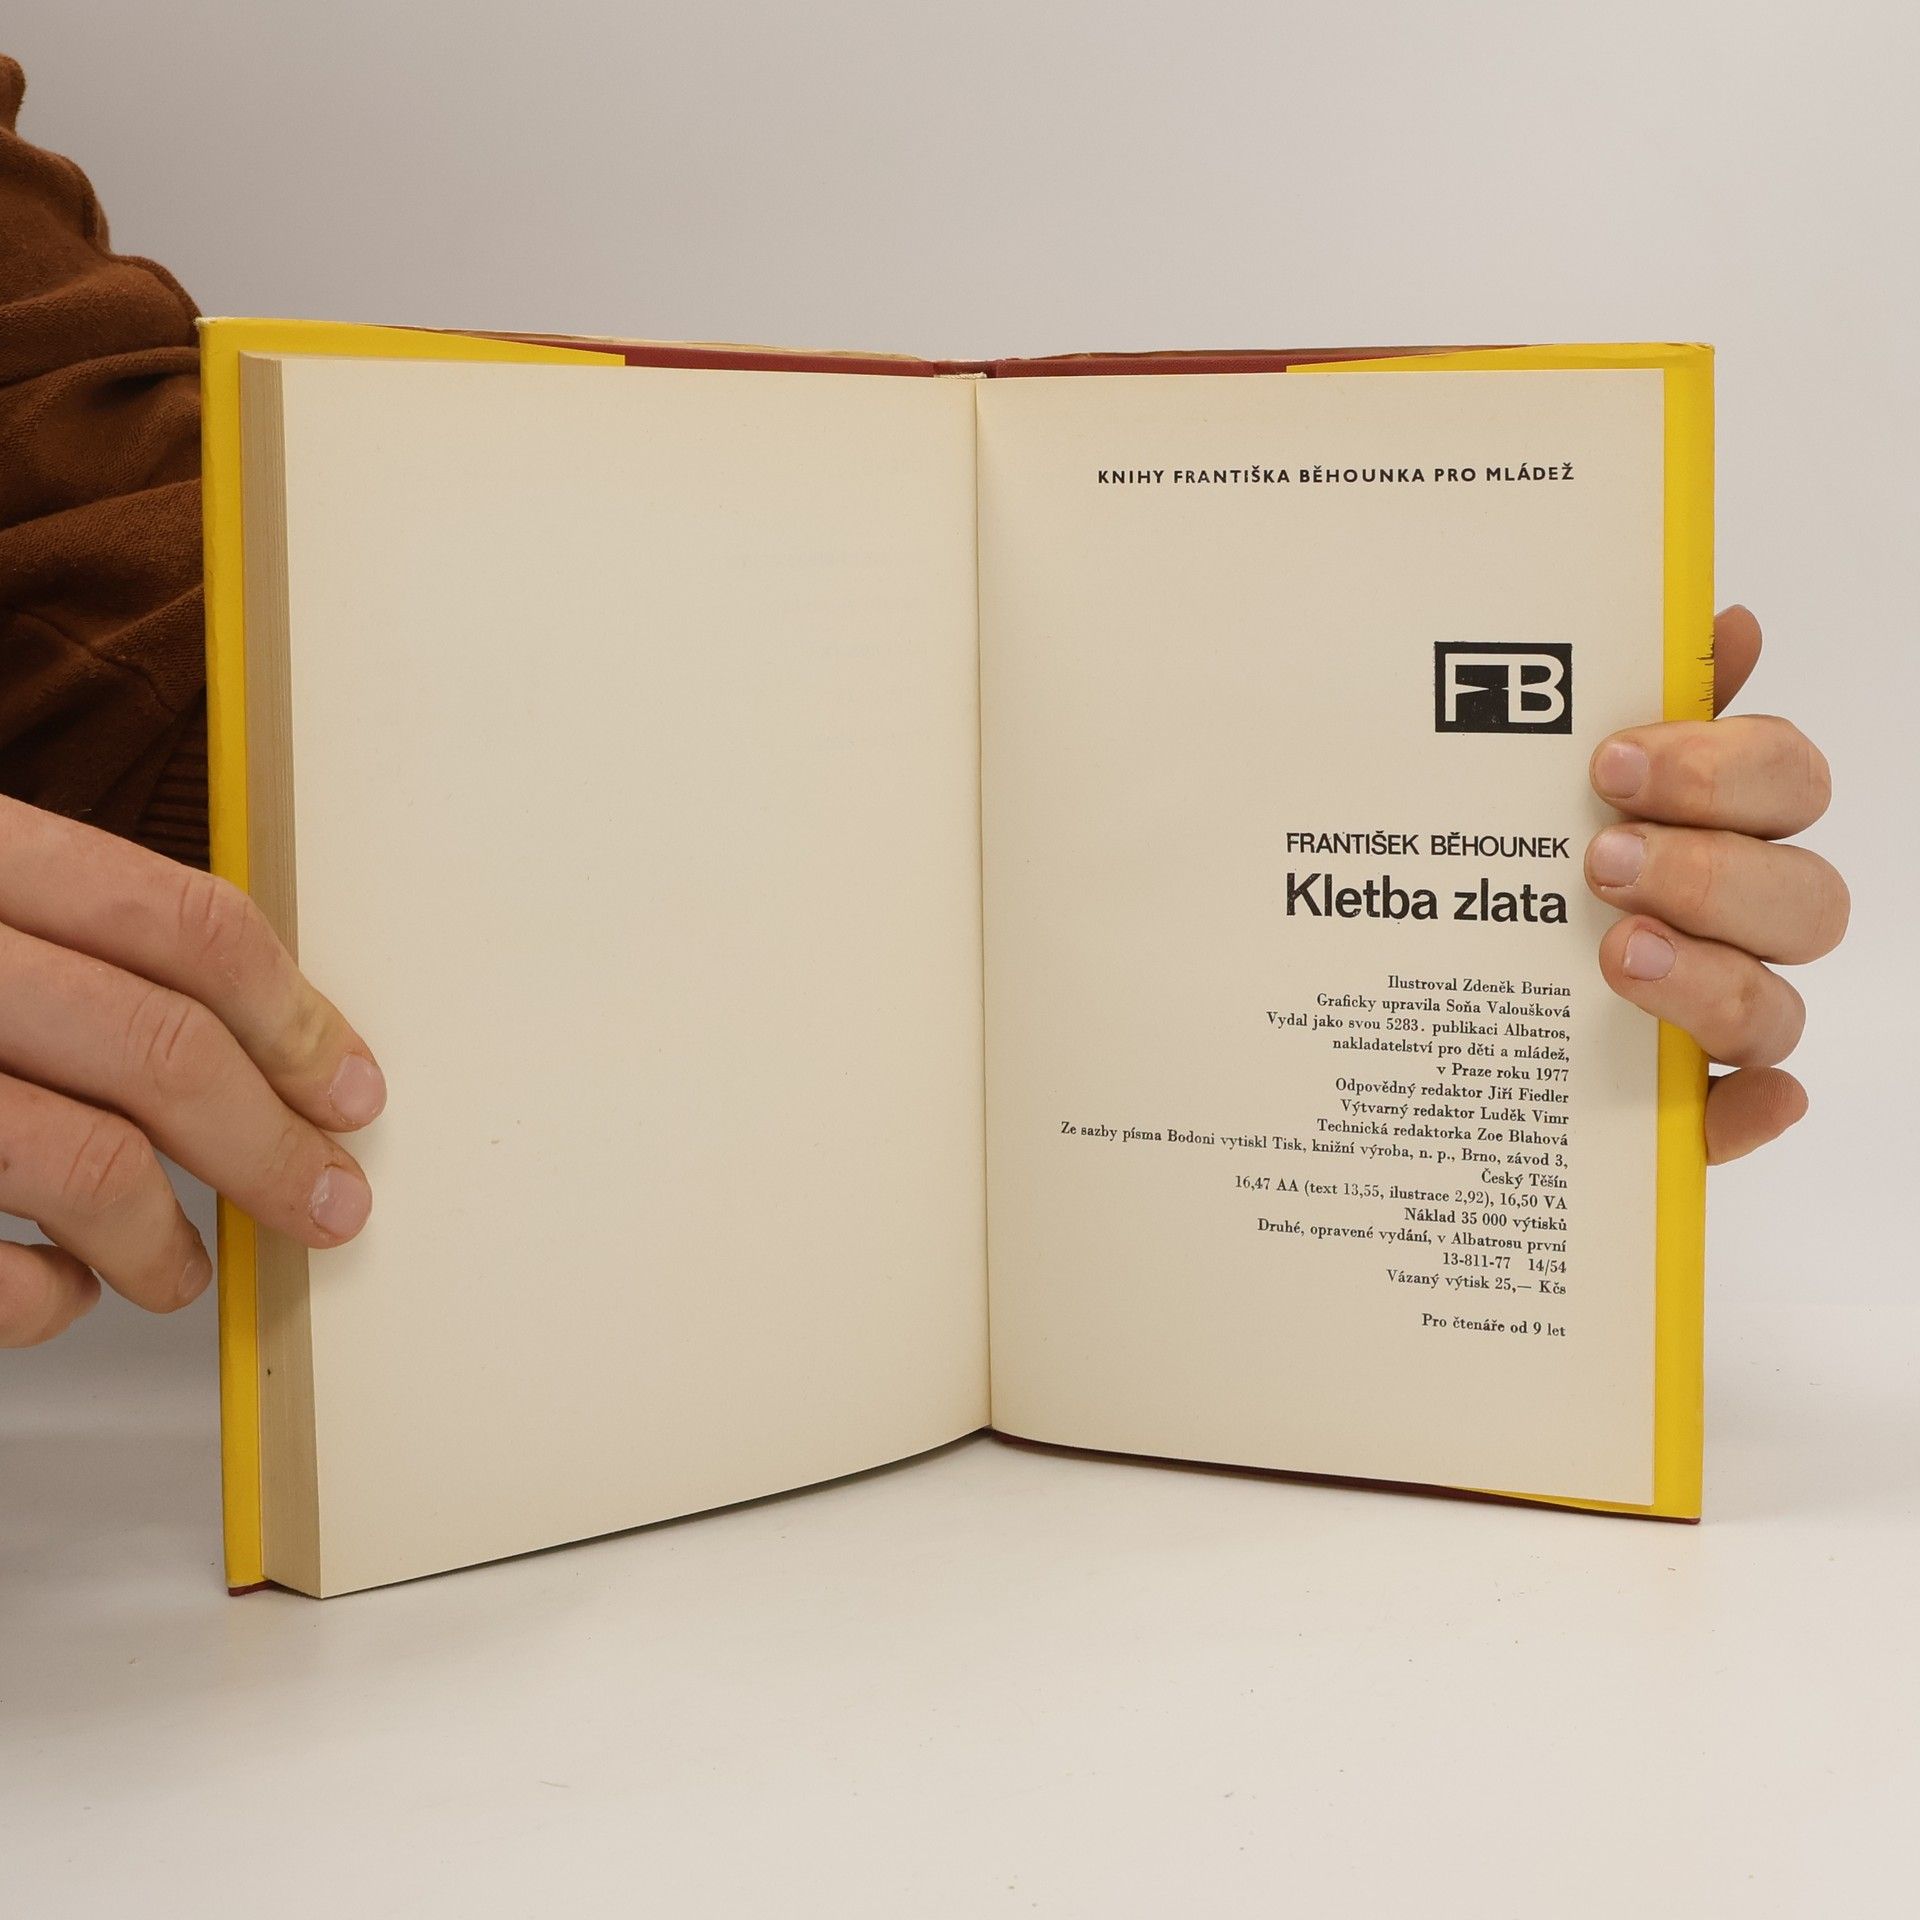 KNIHY FRANTIŠKA BĚHOUNKA PRO MLÁDEŽ
FB
FRANTIŠEK BĚHOUNEK
Kletba zlata
Ilustroval Zdeněk Burian
Graficky upravila Soňa Valoušková
Vydal jako svou 5283. publikaci Albatros,
nakladatelství pro děti a mládež,
v Praze roku 1977
Odpovědný redaktor Jiří Fiedler
Výtvarný redaktor Luděk Vimr
Technická redaktorka Zoe Blahová
Ze sazby písma Bodoni vytiskl Tisk, knižní výroba, n. p., Brno, závod 3,
Český Těšín
16,47 AA (text 13,55, ilustrace 2,92), 16,50 VA
Náklad 35 000 výtisků
Druhé, opravené vydání, v Albatrosu první
13-811-77 14/54
Vázaný výtisk 25,— Kčs
Pro čtenáře od 9 let